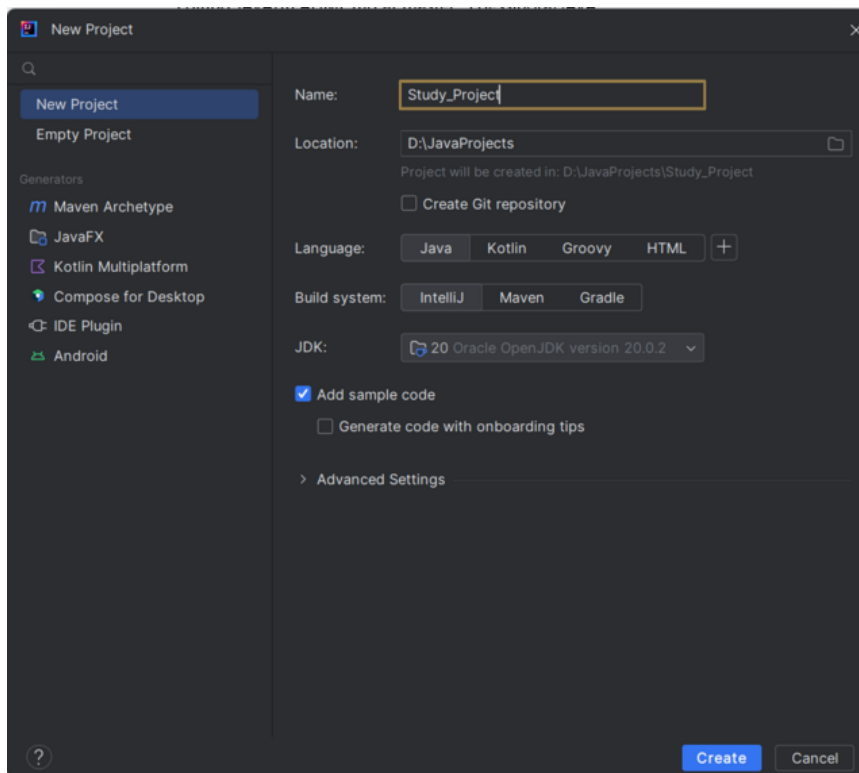 New Project
New Project
Empty Project
Generators
Maven Archetype
JavaFX
Kotlin Multiplatform
Compose for Desktop
IDE Plugin
Android
Name: Study_Project
Location: D:\JavaProjects
Project will be created in: D:\JavaProjects\Study_Project
Create Git repository
Language: Java Kotlin Groovy HTML
Build system: IntelliJ Maven Gradle
JDK: 20 Oracle OpenJDK version 20.0.2
Add sample code
Generate code with onboarding tips
Advanced Settings
? Create Cancel